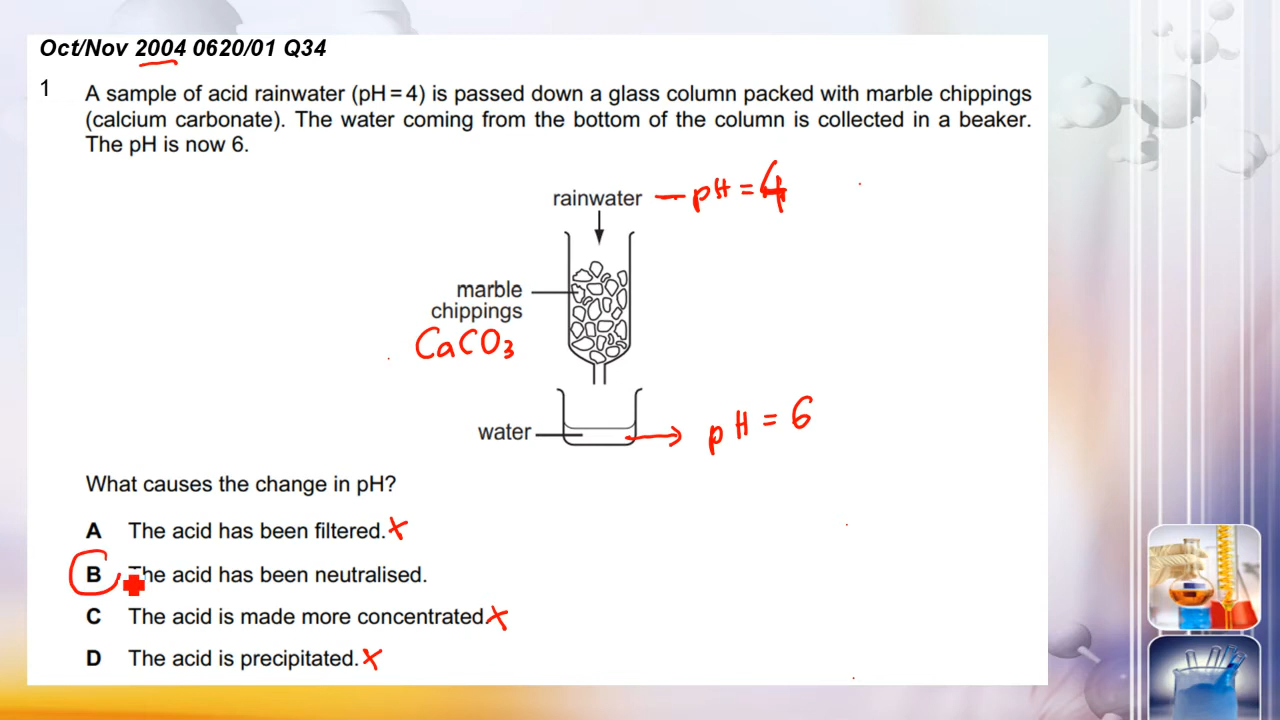 Oct/Nov 2004 0620/01 Q34
1 A sample of acid rainwater (pH = 4) is passed down a glass column packed with marble chippings
(calcium carbonate). The water coming from the bottom of the column is collected in a beaker.
The pH is now 6.
rainwater — pH = 4
marble
chippings
CaCO3
water → pH = 6
What causes the change in pH?
A The acid has been filtered. x
B The acid has been neutralised.
C The acid is made more concentrated. x
D The acid is precipitated. x